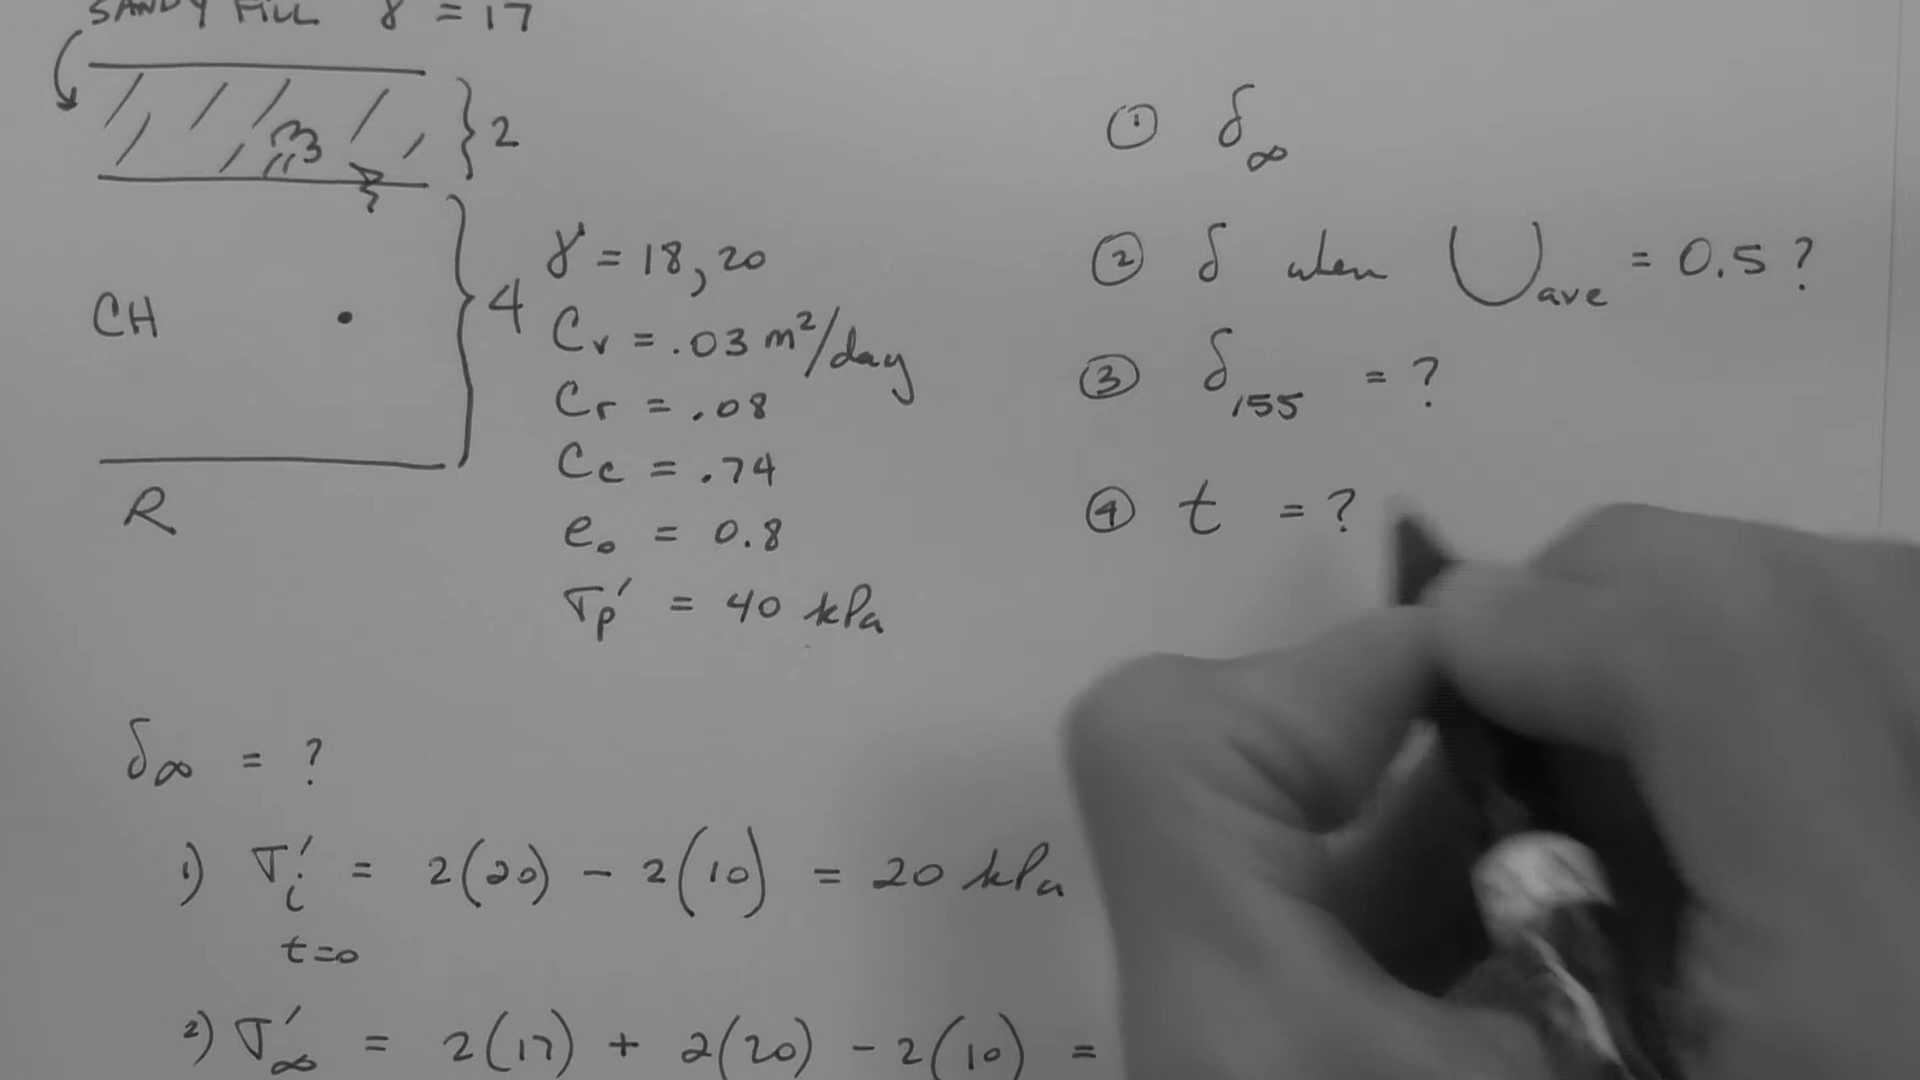 SANDY FILL γ = 17
2
γ = 18, 20
CH
4
Cv = .03 m²/day
Cr = .08
Cc = .74
R
e₀ = 0.8
σp' = 40 kPa
① δ∞
② δ when Uave = 0.5 ?
③ δ155 = ?
④ t = ?
δ∞ = ?
1) σi' = 2(20) - 2(10) = 20 kPa
t=0
2) σ∞' = 2(17) + 2(20) - 2(10) =